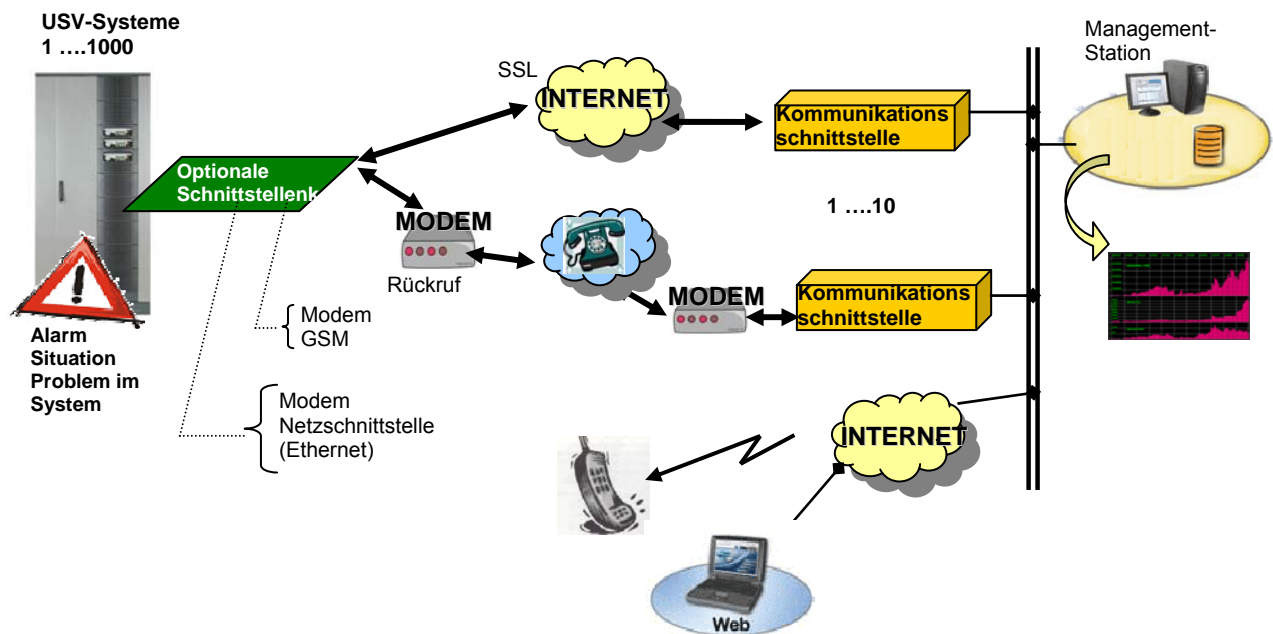 USV-Systeme
1 ....1000
Management-
Station
SSL
INTERNET
Kommunikations
schnittstelle
Optionale
Schnittstellenk
1 ....10
MODEM
Rückruf
MODEM
Kommunikations
schnittstelle
Modem
GSM
Alarm
Situation
Problem im
System
Modem
Netzschnittstelle
(Ethernet)
INTERNET
Web